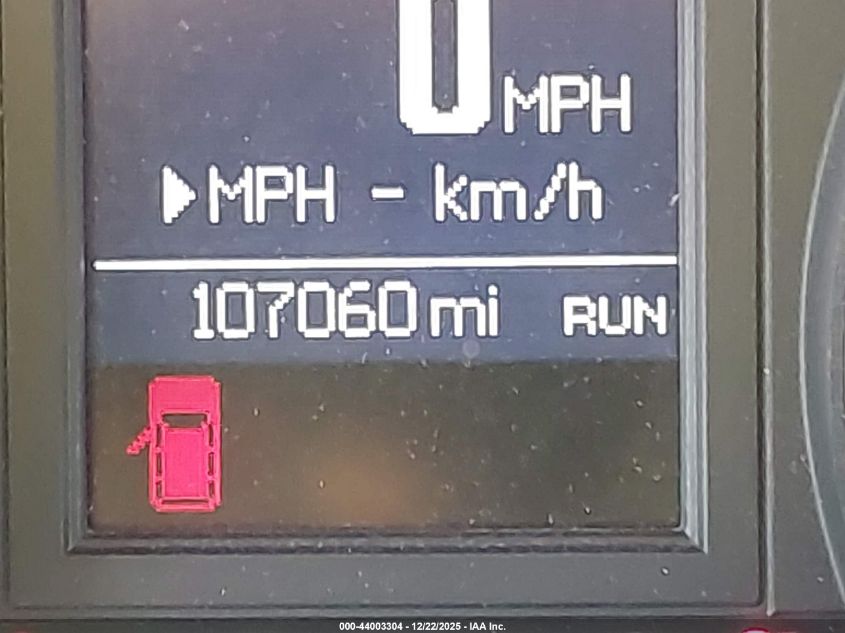 0 MPH
MPH - km/h
107060 mi RUN
000-44003304 - 12/22/2025 - IAA Inc.